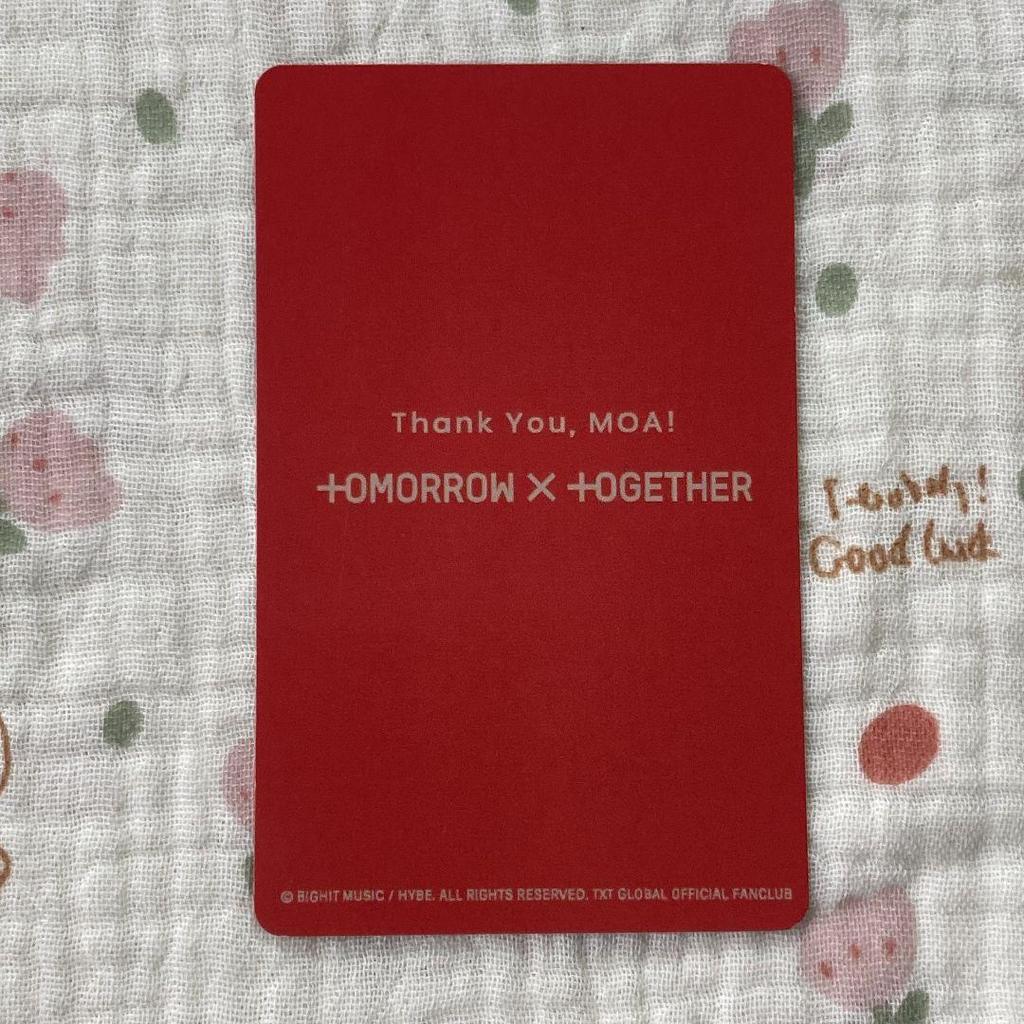 Thank You, MOA!
TOMORROW X TOGETHER
© BIGHIT MUSIC / HYBE. ALL RIGHTS RESERVED. TXT GLOBAL OFFICIAL FANCLUB
Good luck